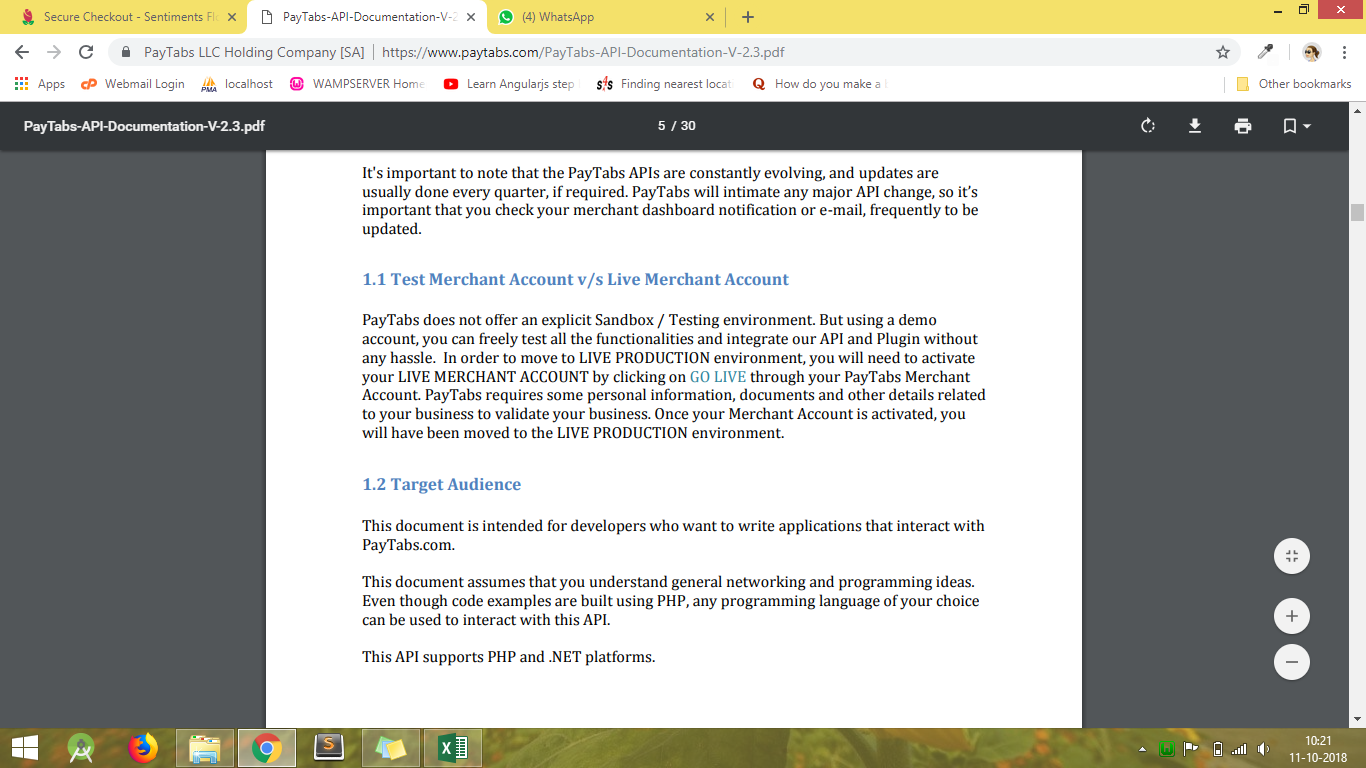 Secure Checkout - Sentiments Fl
PayTabs-API-Documentation-V-2
(4) WhatsApp
PayTabs LLC Holding Company [SA] | https://www.paytabs.com/PayTabs-API-Documentation-V-2.3.pdf
Apps
Webmail Login
PMA
localhost
WAMPSERVER Home
Learn Angularjs step
Finding nearest locat
How do you make a
Other bookmarks
PayTabs-API-Documentation-V-2.3.pdf
5 / 30
It's important to note that the PayTabs APIs are constantly evolving, and updates are
usually done every quarter, if required. PayTabs will intimate any major API change, so it’s
important that you check your merchant dashboard notification or e-mail, frequently to be
updated.
1.1 Test Merchant Account v/s Live Merchant Account
PayTabs does not offer an explicit Sandbox / Testing environment. But using a demo
account, you can freely test all the functionalities and integrate our API and Plugin without
any hassle. In order to move to LIVE PRODUCTION environment, you will need to activate
your LIVE MERCHANT ACCOUNT by clicking on GO LIVE through your PayTabs Merchant
Account. PayTabs requires some personal information, documents and other details related
to your business to validate your business. Once your Merchant Account is activated, you
will have been moved to the LIVE PRODUCTION environment.
1.2 Target Audience
This document is intended for developers who want to write applications that interact with
PayTabs.com.
This document assumes that you understand general networking and programming ideas.
Even though code examples are built using PHP, any programming language of your choice
can be used to interact with this API.
This API supports PHP and .NET platforms.
10:21
11-10-2018